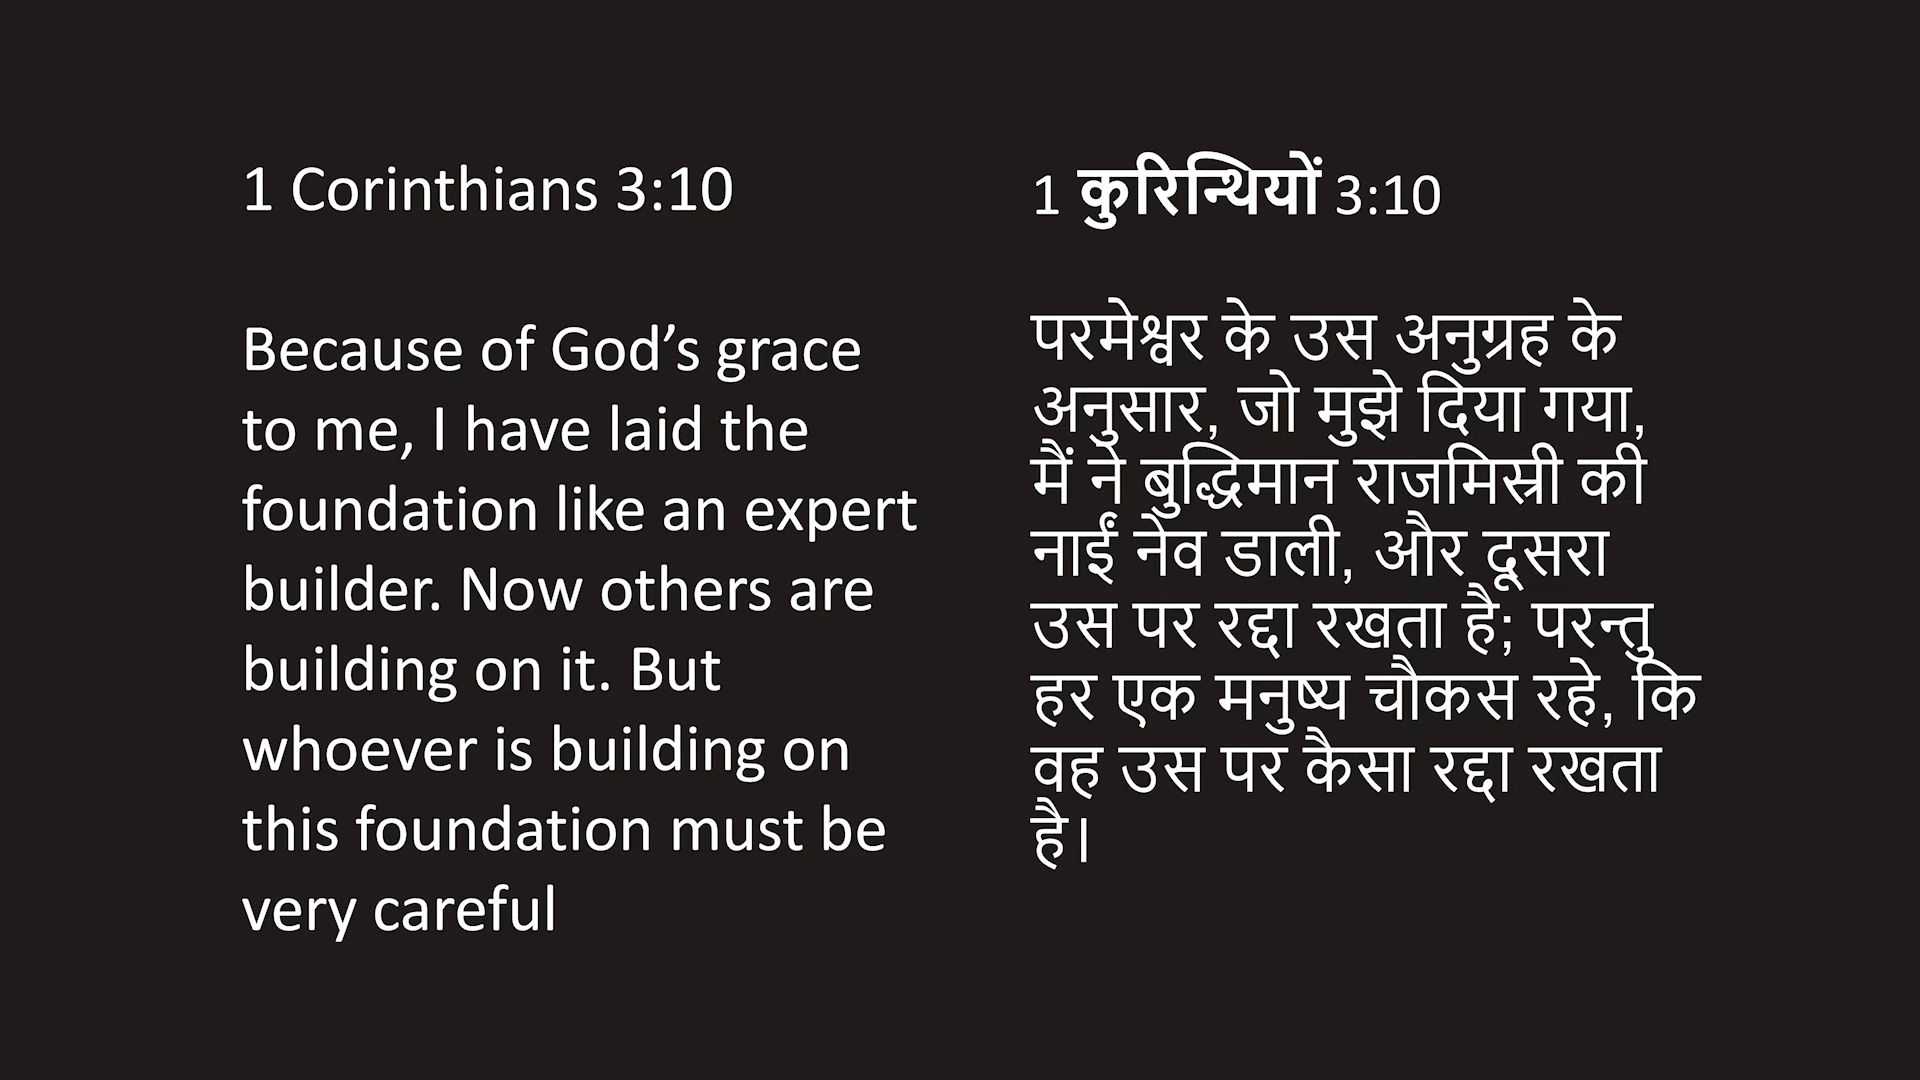 1 Corinthians 3:10
Because of God’s grace
to me, I have laid the
foundation like an expert
builder. Now others are
building on it. But
whoever is building on
this foundation must be
very careful
1 कुरिन्थियों 3:10
परमेश्वर के उस अनुग्रह के
अनुसार, जो मुझे दिया गया,
मैं ने बुद्धिमान राजमिस्री की
नाईं नेव डाली, और दूसरा
उस पर रद्दा रखता है; परन्तु
हर एक मनुष्य चौकस रहे, कि
वह उस पर कैसा रद्दा रखता
है।